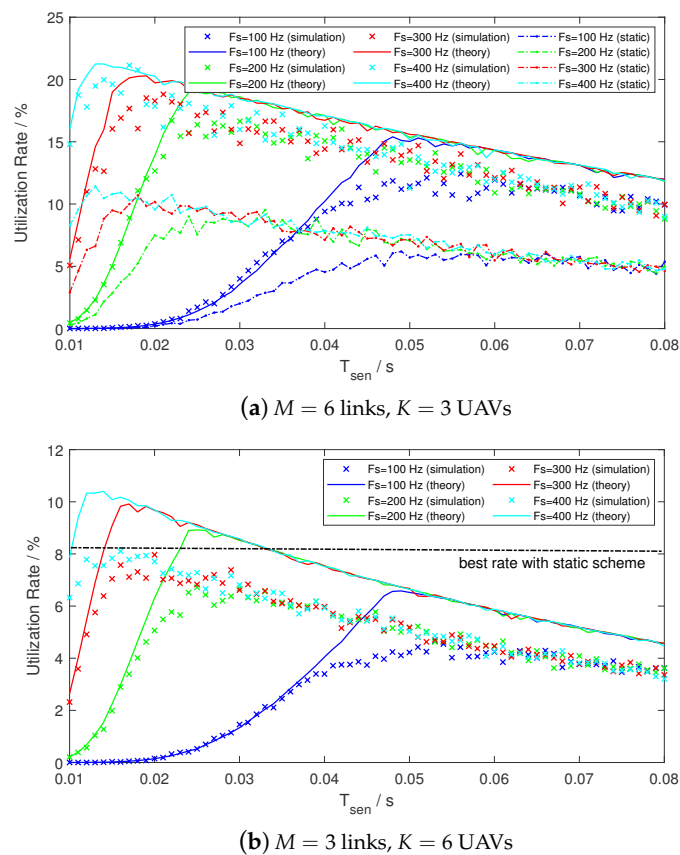 25
20
15
10
5
0
Utilization Rate / %
Fs=100 Hz (simulation)
Fs=100 Hz (theory)
Fs=200 Hz (simulation)
Fs=200 Hz (theory)
Fs=300 Hz (simulation)
Fs=300 Hz (theory)
Fs=400 Hz (simulation)
Fs=400 Hz (theory)
Fs=100 Hz (static)
Fs=200 Hz (static)
Fs=300 Hz (static)
Fs=400 Hz (static)
0.01 0.02 0.03 0.04 0.05 0.06 0.07 0.08
T_sen / s
(a) M = 6 links, K = 3 UAVs
12
10
8
6
4
2
0
Utilization Rate / %
Fs=100 Hz (simulation)
Fs=100 Hz (theory)
Fs=200 Hz (simulation)
Fs=200 Hz (theory)
Fs=300 Hz (simulation)
Fs=300 Hz (theory)
Fs=400 Hz (simulation)
Fs=400 Hz (theory)
best rate with static scheme
0.01 0.02 0.03 0.04 0.05 0.06 0.07 0.08
T_sen / s
(b) M = 3 links, K = 6 UAVs